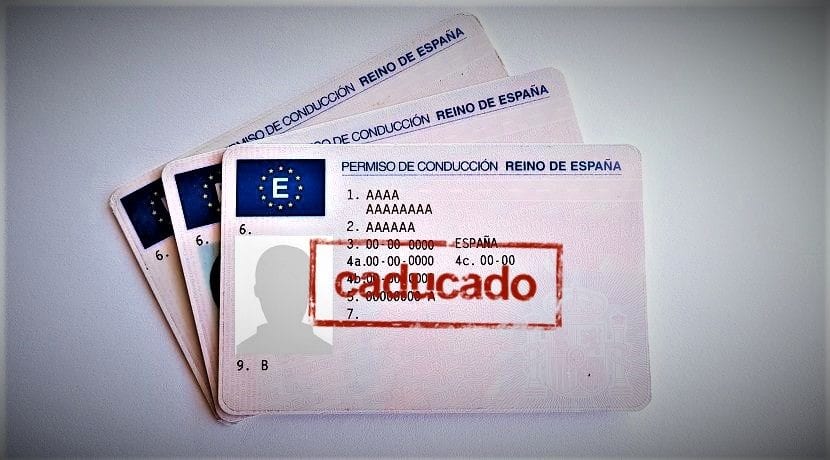 PERMISO DE CONDUCCIÓN REINO DE ESPAÑA
PERMISO DE CONDUCCIÓN REINO DE ESPAÑA
PERMISO DE CONDUCCIÓN REINO DE ESPAÑA
E
1. AAAA
AAAAAAAA
2. AAAAAA
3. 00-00-0000 ESPAÑA
4a.00-00-0000 4c. 00-00
4b.00-00-0000
caducado
5. 00000000 A
7.
6.
6.
6.
9. B